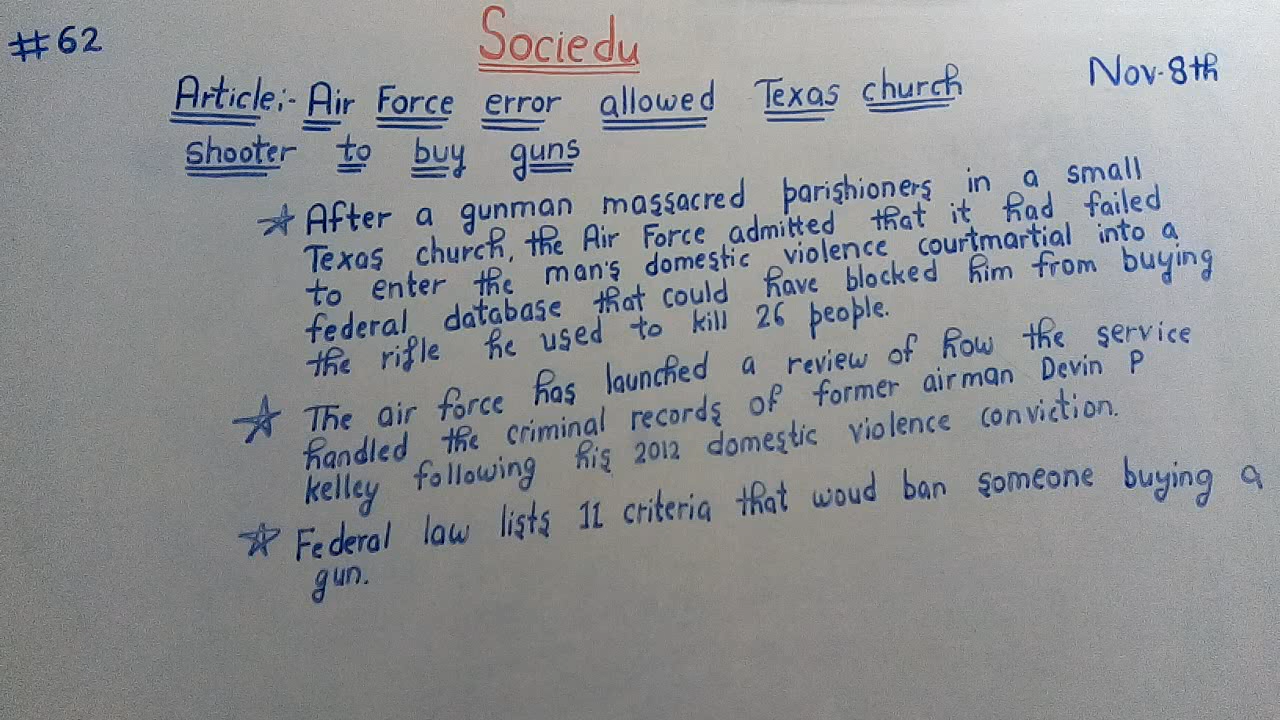 #62
Sociedu
Nov. 8th
Article:- Air Force error allowed Texas church
shooter to buy guns
☆ After a gunman massacred parishioners in a small
Texas church, the Air Force admitted that it had failed
to enter the man's domestic violence courtmartial into a
federal database that could have blocked him from buying
the rifle he used to kill 26 people.
☆ The air force has launched a review of how the service
handled the criminal records of former airman Devin P
kelley following his 2012 domestic violence conviction.
☆ Federal law lists 11 criteria that woud ban someone buying a
gun.